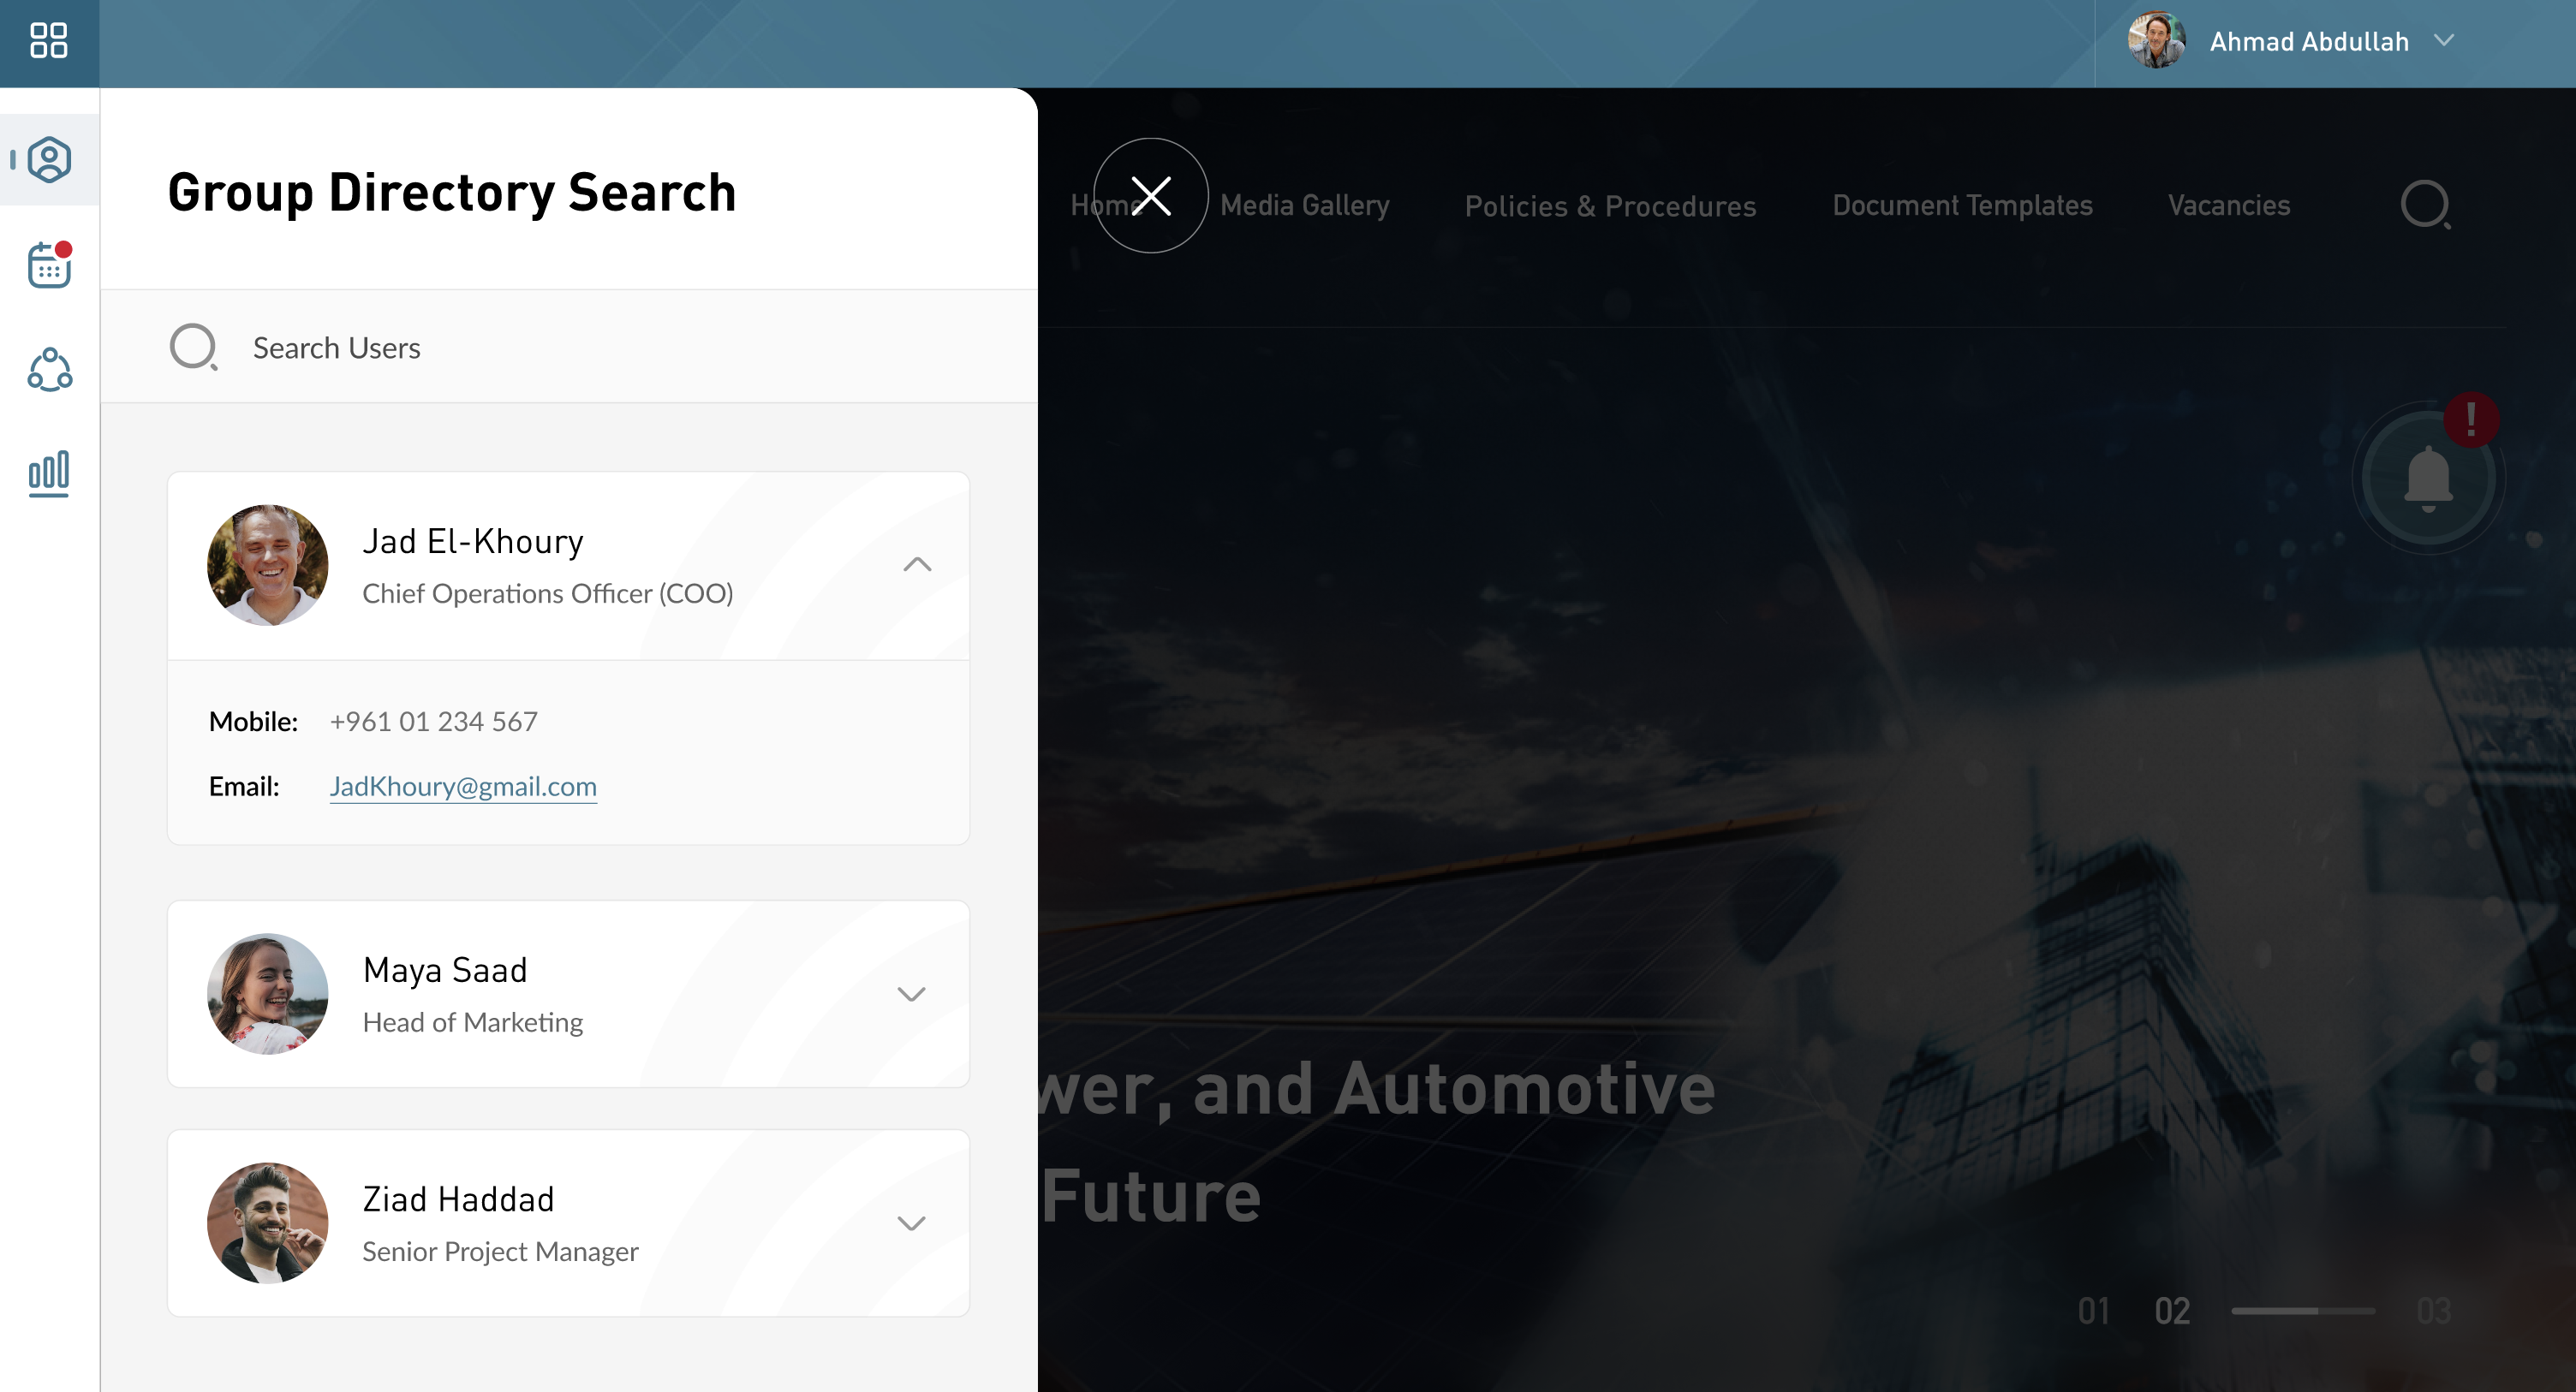 Ahmad Abdullah
Group Directory Search
Home
Media Gallery
Policies & Procedures
Document Templates
Vacancies
Search Users
!
Jad El-Khoury
Chief Operations Officer (COO)
Mobile: +961 01 234 567
Email: JadKhoury@gmail.com
Maya Saad
Head of Marketing
wer, and Automotive
Future
Ziad Haddad
Senior Project Manager
01 02 03